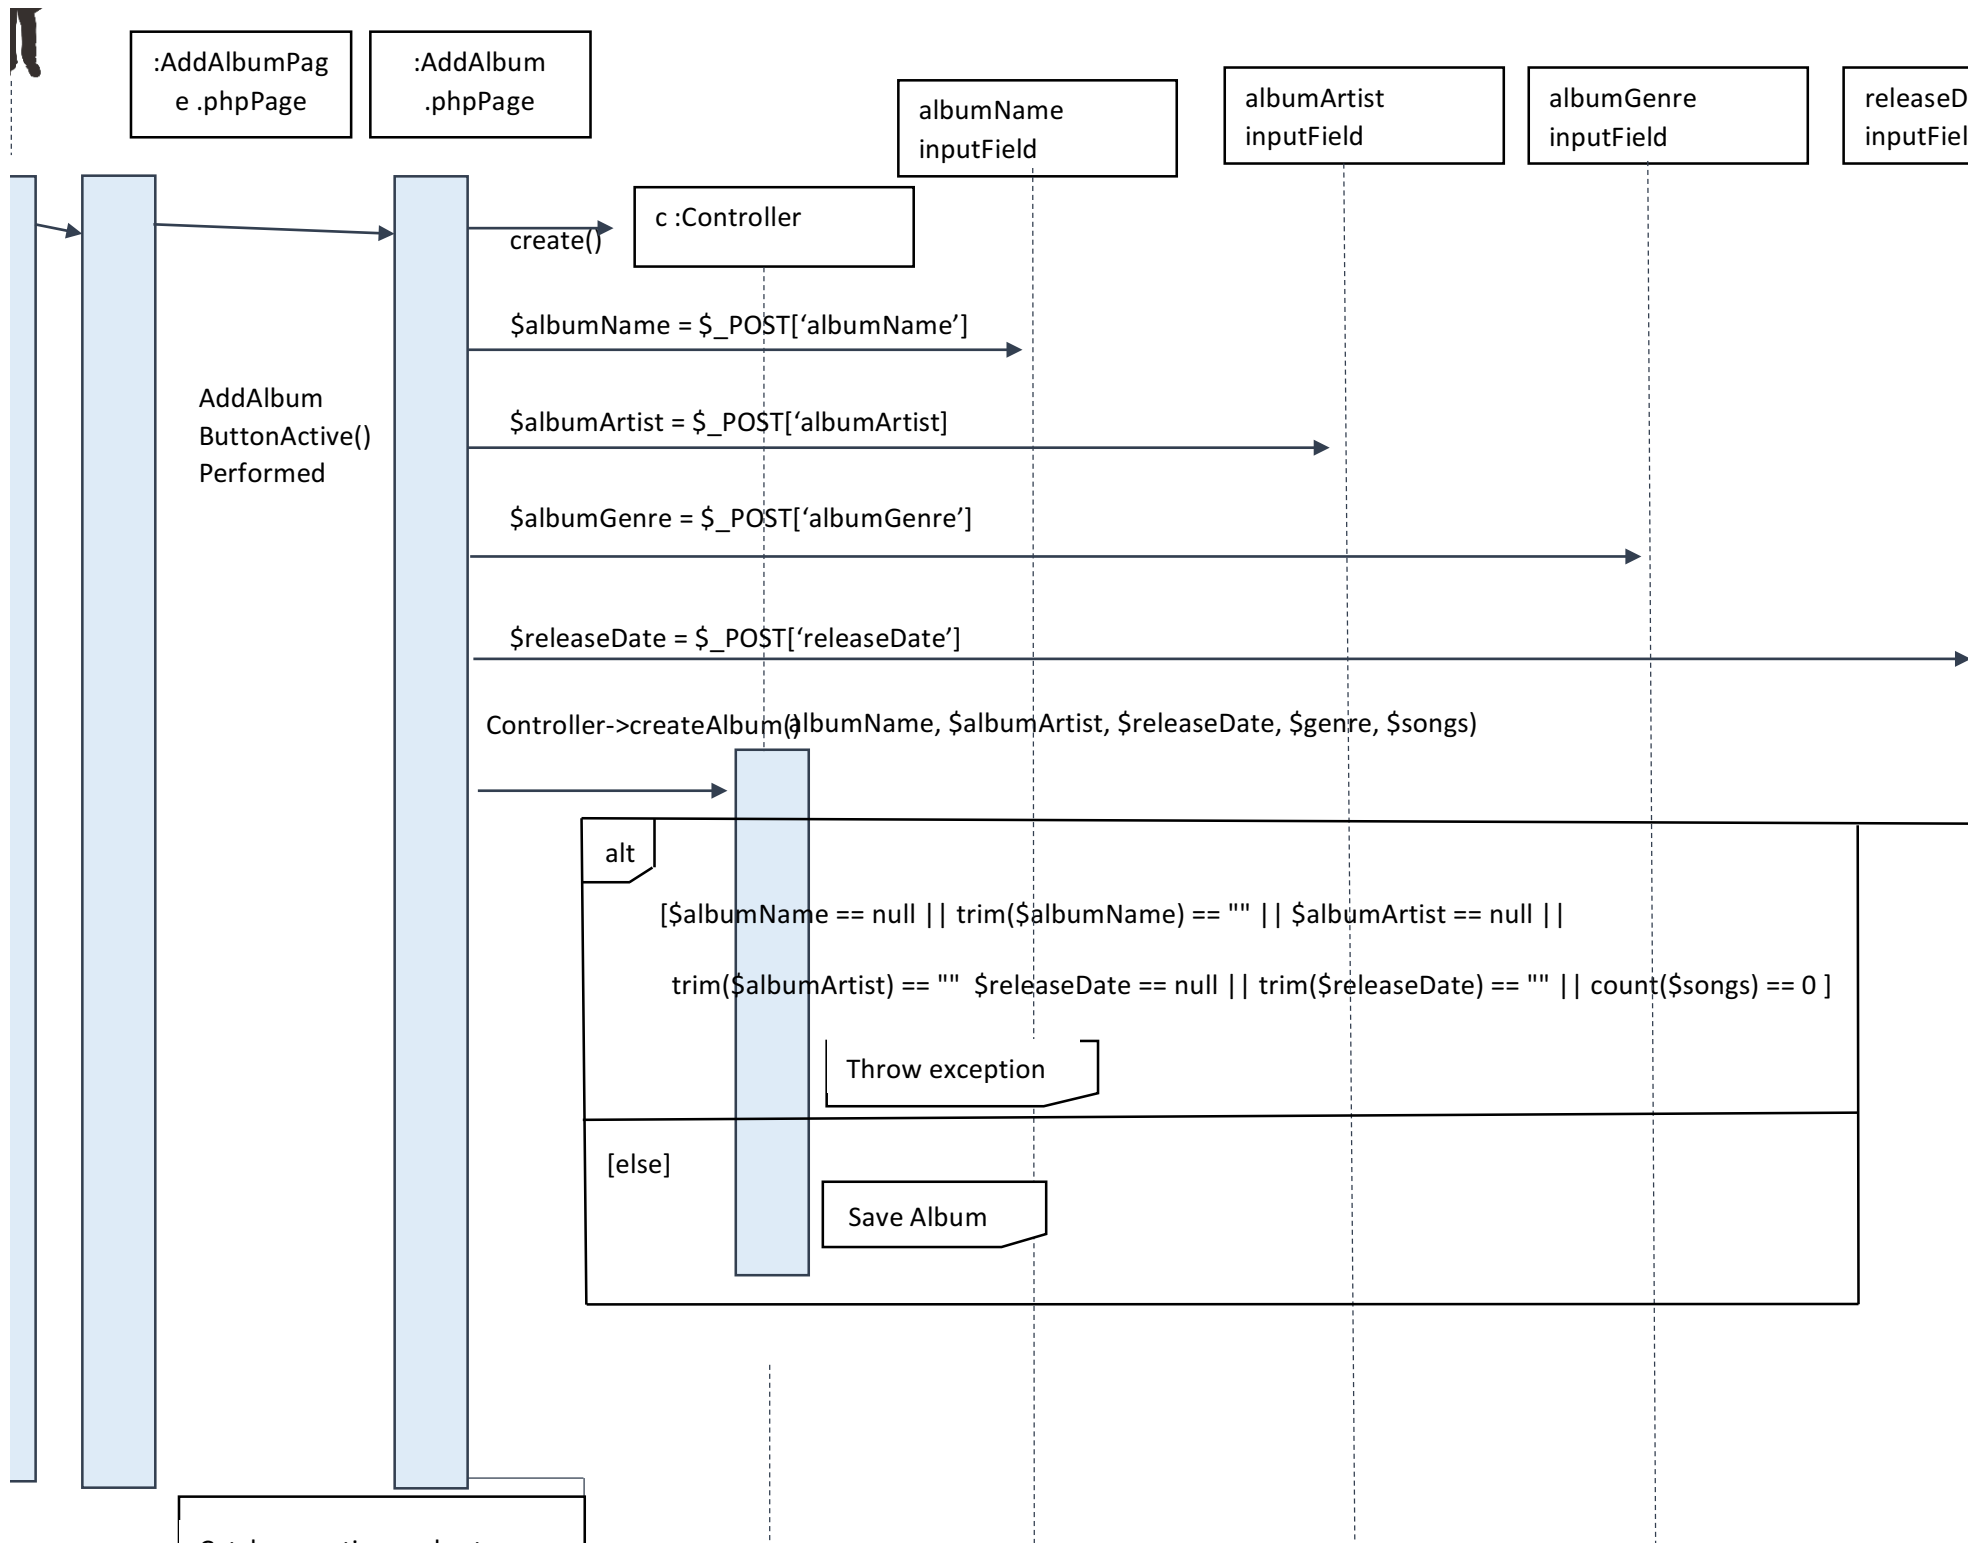 :AddAlbumPag
e .phpPage
:AddAlbum
.phpPage
albumName
inputField
albumArtist
inputField
albumGenre
inputField
releaseD
inputFiel
c :Controller
create()
$albumName = $_POST[‘albumName’]
AddAlbum
ButtonActive()
Performed
$albumArtist = $_POST[‘albumArtist]
$albumGenre = $_POST[‘albumGenre’]
$releaseDate = $_POST[‘releaseDate’]
Controller->createAlbum()
albumName, $albumArtist, $releaseDate, $genre, $songs)
alt
[$albumName == null || trim($albumName) == "" || $albumArtist == null ||
trim($albumArtist) == ""  $releaseDate == null || trim($releaseDate) == "" || count($songs) == 0 ]
Throw exception
[else]
Save Album